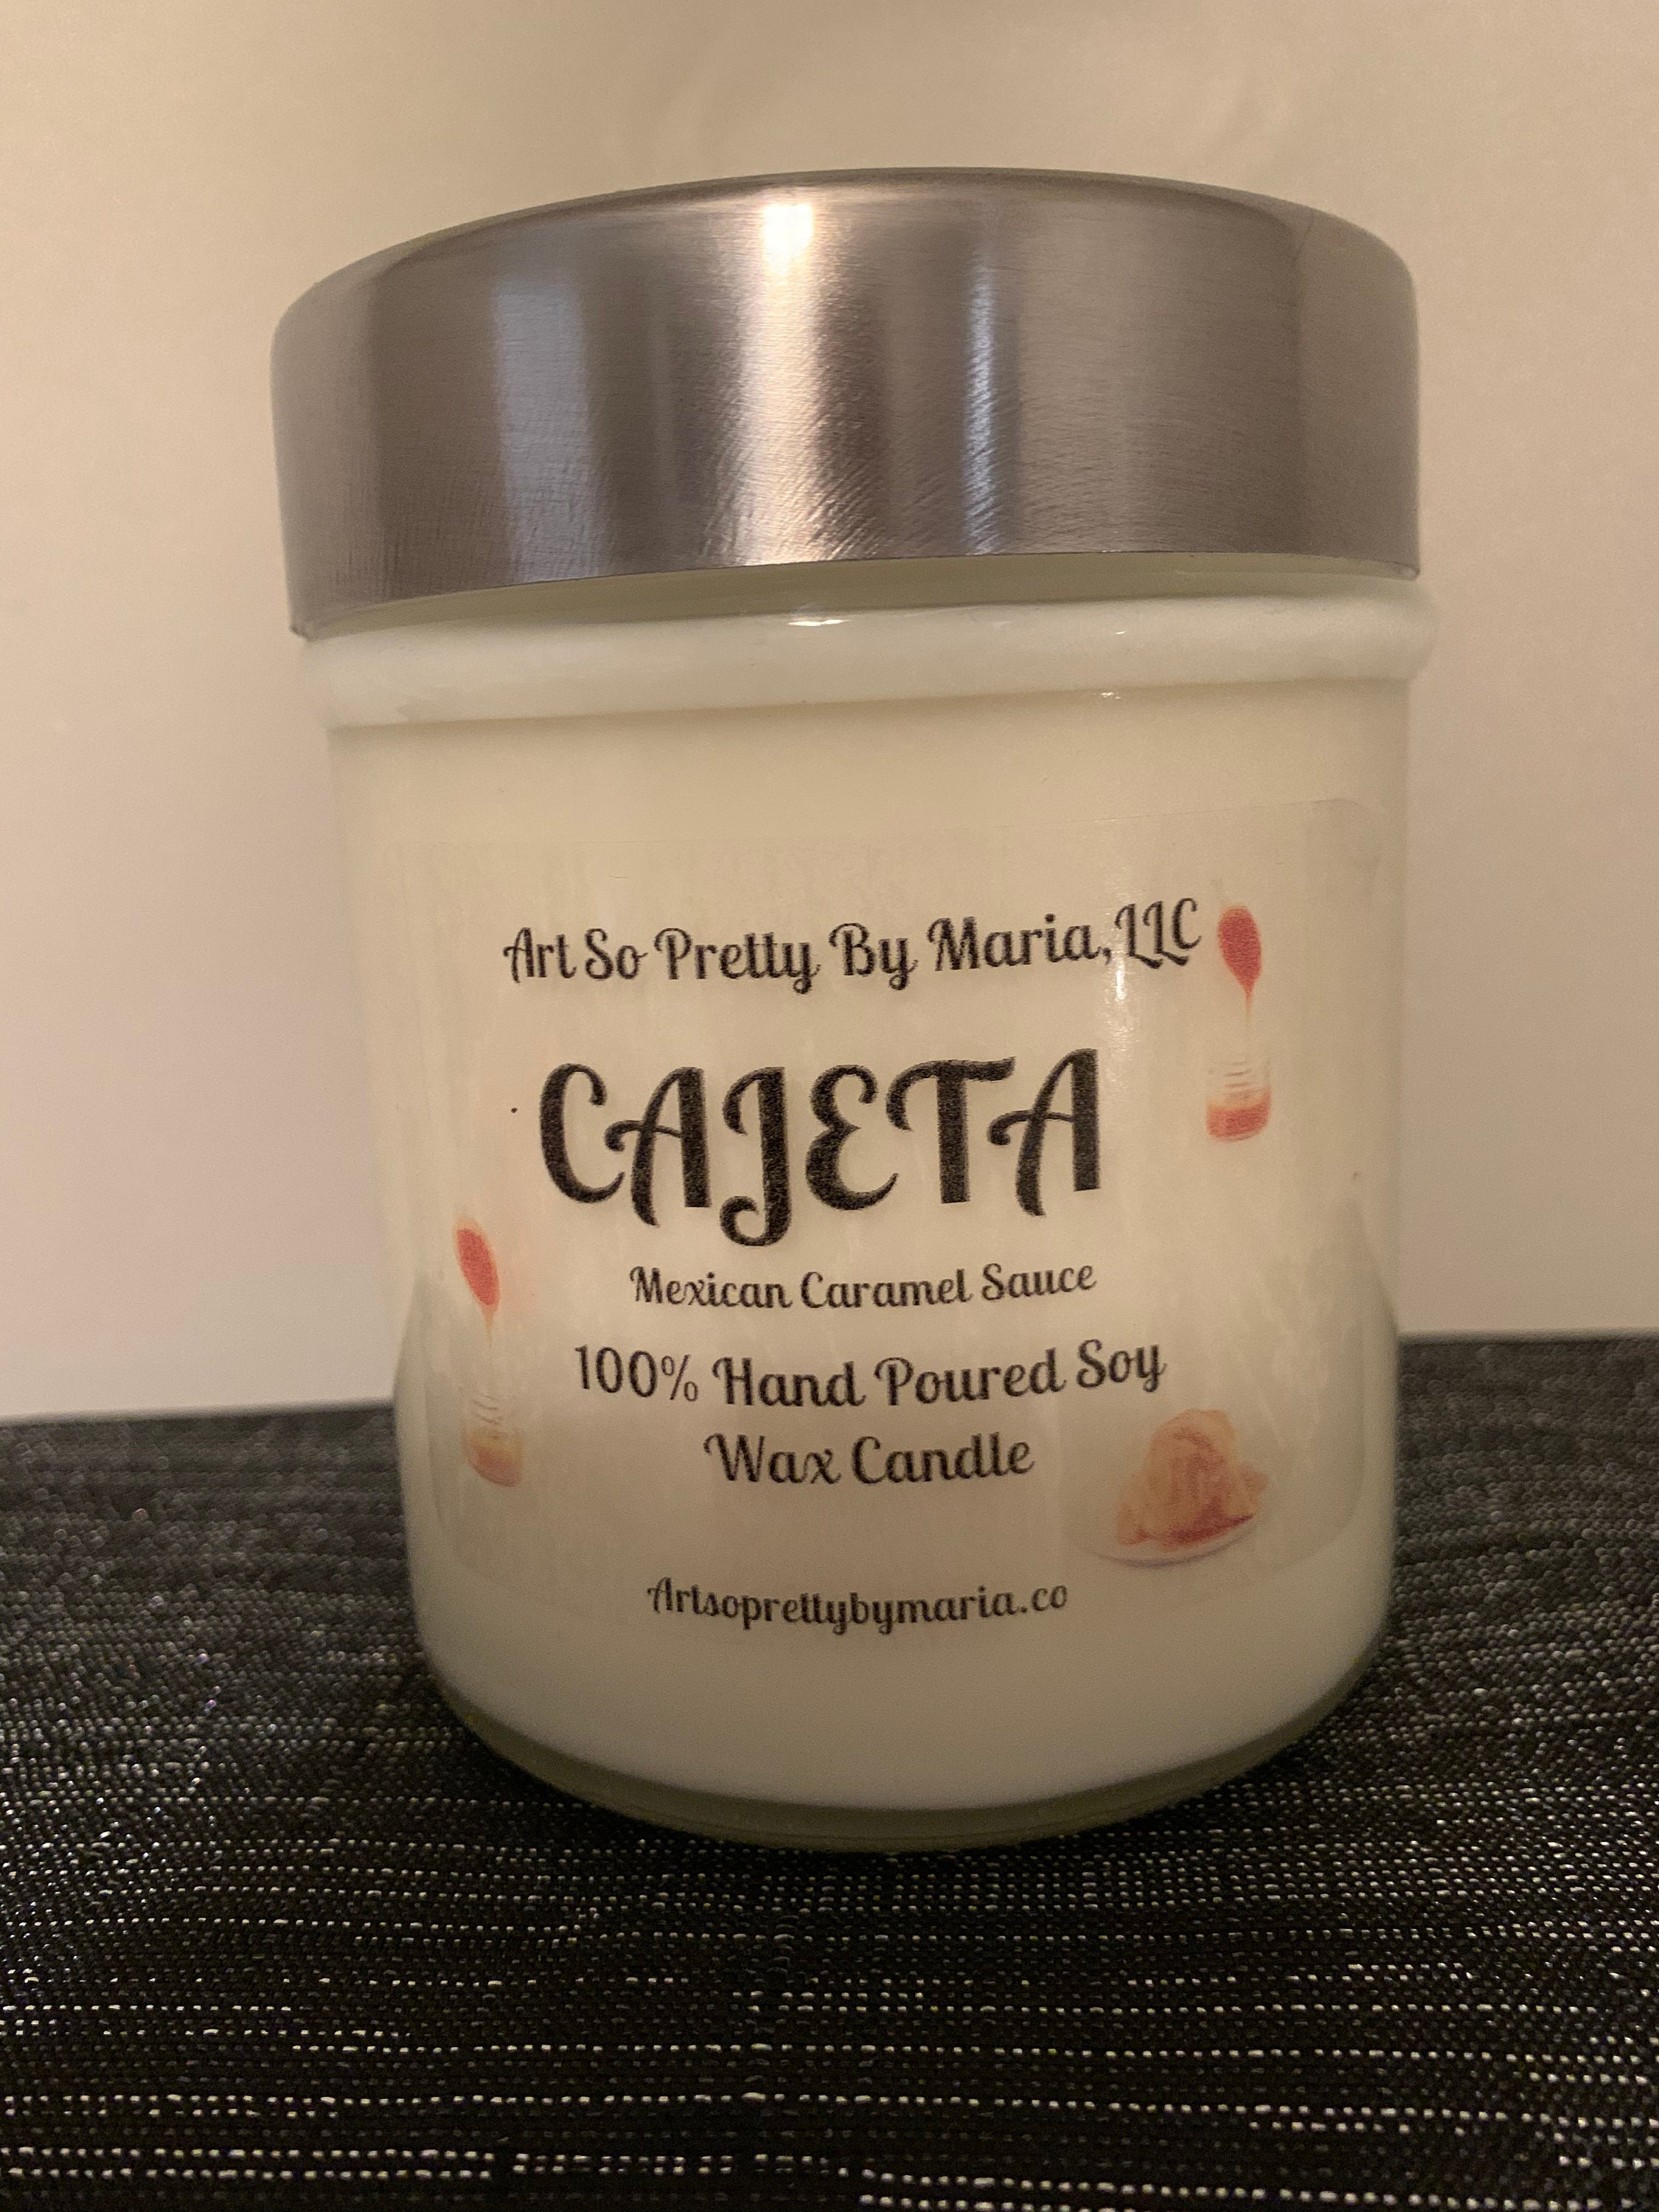 Art So Pretty By Maria, LLC
CAJETA
Mexican Caramel Sauce
100% Hand Poured Soy
Wax Candle
Artsoprettybymaria.co